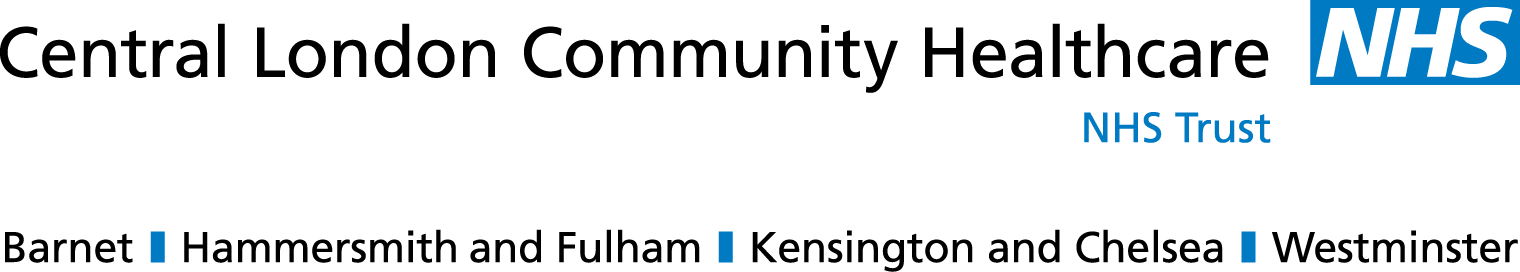 Central London Community Healthcare NHS
NHS Trust
Barnet Hammersmith and Fulham Kensington and Chelsea Westminster